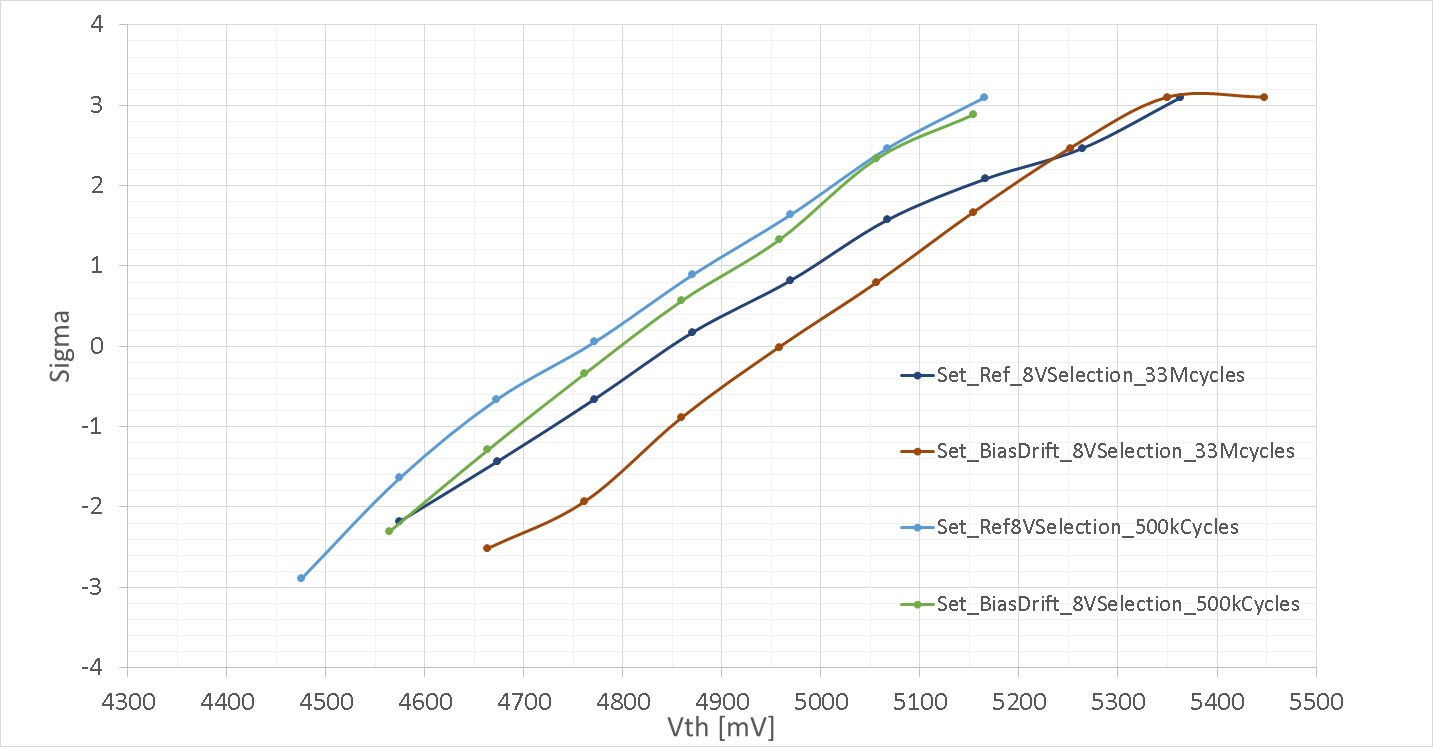 4
3
2
1
0
-1
-2
-3
-4
Sigma
Set_Ref_8VSelection_33Mcycles
Set_BiasDrift_8VSelection_33Mcycles
Set_Ref8VSelection_500kCycles
Set_BiasDrift_8VSelection_500kCycles
4300 4400 4500 4600 4700 4800 4900 5000 5100 5200 5300 5400 5500
Vth [mV]